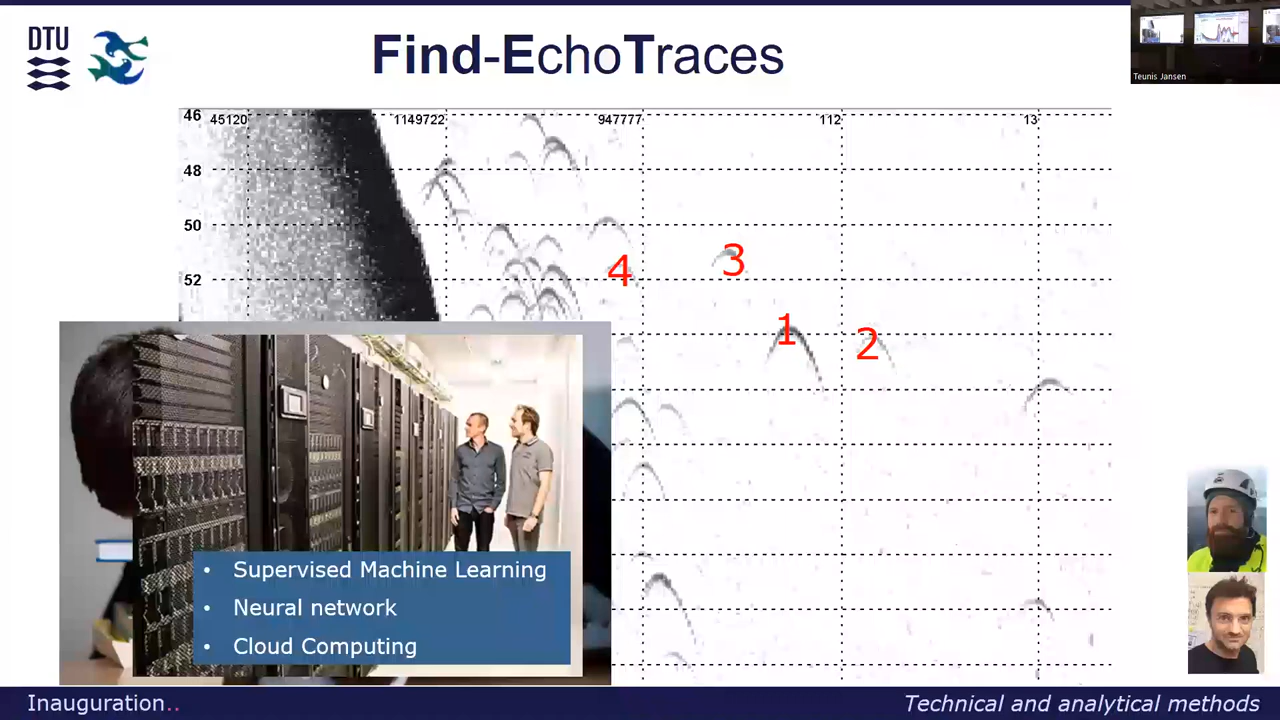 DTU
Find-EchoTraces
Teunis Jansen
46
45120
1149722
947777
112
13
48
50
52
3
4
1
2
• Supervised Machine Learning
• Neural network
• Cloud Computing
Inauguration..
Technical and analytical methods